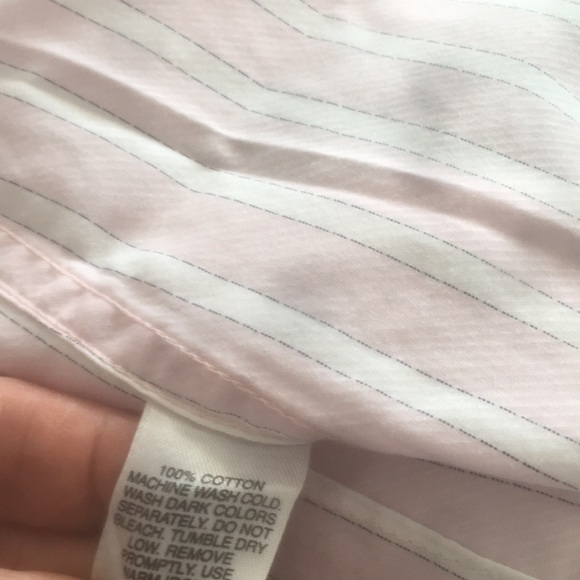 100% COTTON
MACHINE WASH COLD.
WASH DARK COLORS
SEPARATELY. DO NOT
BLEACH. TUMBLE DRY
LOW. REMOVE
PROMPTLY. USE